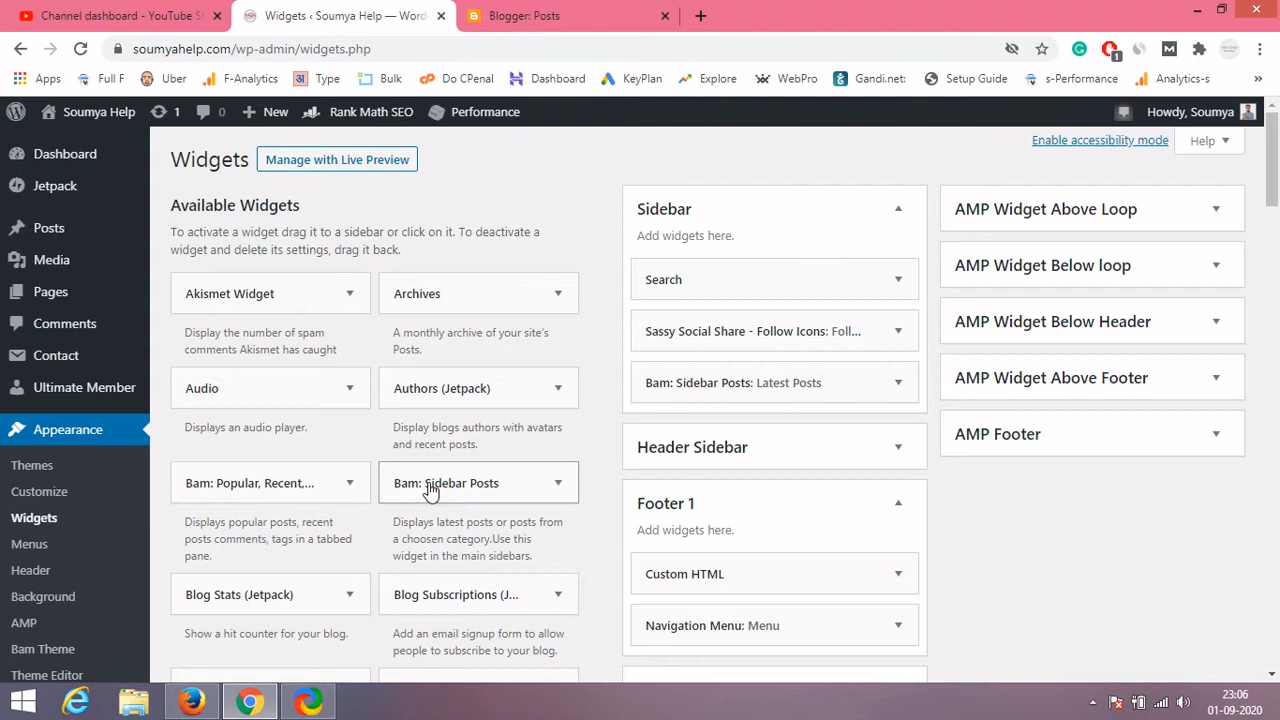 Channel dashboard - YouTube S
Widgets ‹ Soumya Help — Word
Blogger: Posts
soumyahelp.com/wp-admin/widgets.php
Apps
Full F
Uber
F-Analytics
Type
Bulk
Do.CPenal
Dashboard
KeyPlan
Explore
WebPro
Gandi.net:
Setup Guide
s-Performance
Analytics-s
»
Soumya Help
1
0
New
Rank Math SEO
Performance
Howdy, Soumya
Dashboard
Jetpack
Posts
Media
Pages
Comments
Contact
Ultimate Member
Appearance
Themes
Customize
Widgets
Menus
Header
Background
AMP
Bam Theme
Theme Editor
Enable accessibility mode
Help
Widgets
Manage with Live Preview
Available Widgets
To activate a widget drag it to a sidebar or click on it. To deactivate a
widget and delete its settings, drag it back.
Akismet Widget
Display the number of spam
comments Akismet has caught
Archives
A monthly archive of your site's
Posts.
Audio
Displays an audio player.
Authors (Jetpack)
Display blogs authors with avatars
and recent posts.
Bam: Popular, Recent,...
Displays popular posts, recent
posts comments, tags in a tabbed
pane.
Bam: Sidebar Posts
Displays latest posts or posts from
a choosen category.Use this
widget in the main sidebars.
Blog Stats (Jetpack)
Show a hit counter for your blog.
Blog Subscriptions (J...
Add an email signup form to allow
people to subscribe to your blog.
Sidebar
Add widgets here.
Search
Sassy Social Share - Follow Icons: Foll...
Bam: Sidebar Posts: Latest Posts
Header Sidebar
Footer 1
Add widgets here.
Custom HTML
Navigation Menu: Menu
AMP Widget Above Loop
AMP Widget Below loop
AMP Widget Below Header
AMP Widget Above Footer
AMP Footer
23:06
01-09-2020